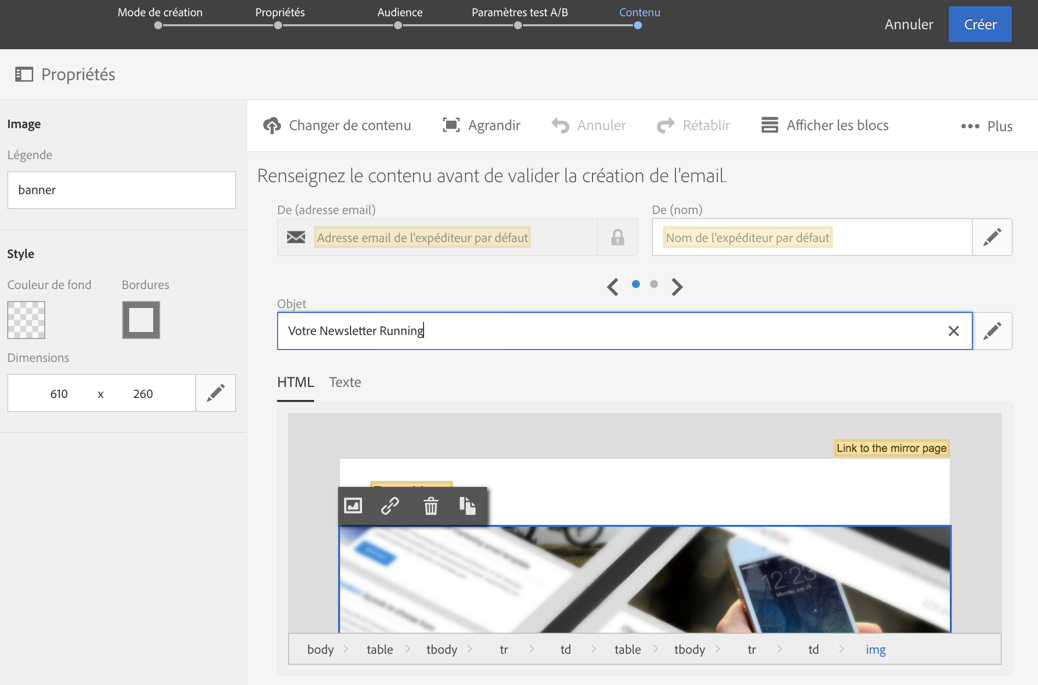 Mode de création Propriétés Audience Paramètres test A/B Contenu
Annuler Créer
Propriétés
Image
Légende
banner
Style
Couleur de fond Bordures
Dimensions
610 x 260
Changer de contenu Agrandir Annuler Rétablir Afficher les blocs ••• Plus
Renseignez le contenu avant de valider la création de l'email.
De (adresse email) De (nom)
Adresse email de l'expéditeur par défaut Nom de l'expéditeur par défaut
Objet
Votre Newsletter Running
HTML Texte
Link to the mirror page
12:23
Monday, July
body table tbody tr td table tbody tr td img